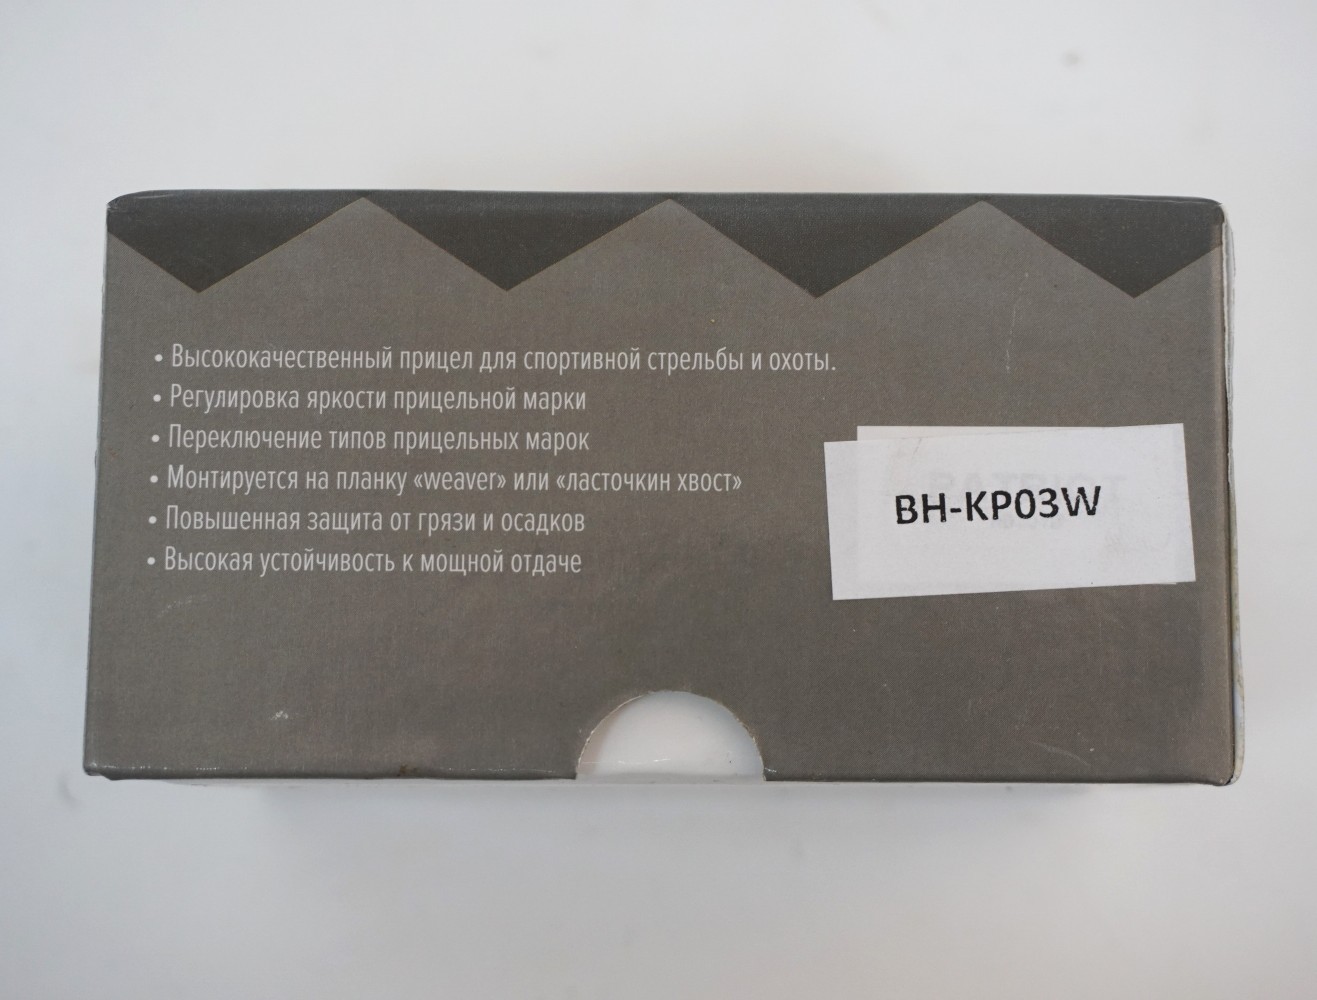 • Высококачественный прицел для спортивной стрельбы и охоты.
• Регулировка яркости прицельной марки
• Переключение типов прицельных марок
• Монтируется на планку «weaver» или «ласточкин хвост»
• Повышенная защита от грязи и осадков
• Высокая устойчивость к мощной отдаче
BH-KP03W